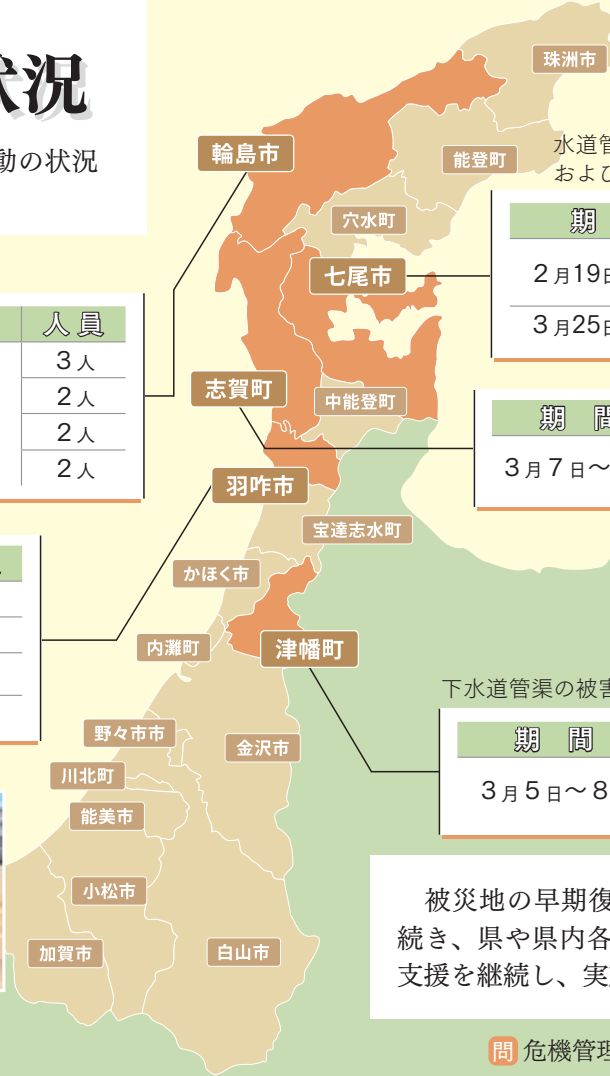 状況
動の状況
珠洲市
輪島市
能登町
水道管
および
穴水町
期
七尾市
2月19日
3月25日
人員
3人
2人
2人
2人
志賀町
中能登町
期 間
3月7日〜
羽咋市
宝達志水町
かほく市
内灘町
津幡町
下水道管渠の被害
野々市市
金沢市
期 間
川北町
3月5日〜8
能美市
小松市
被災地の早期復
続き、県や県内各
支援を継続し、実
加賀市
白山市
問 危機管理